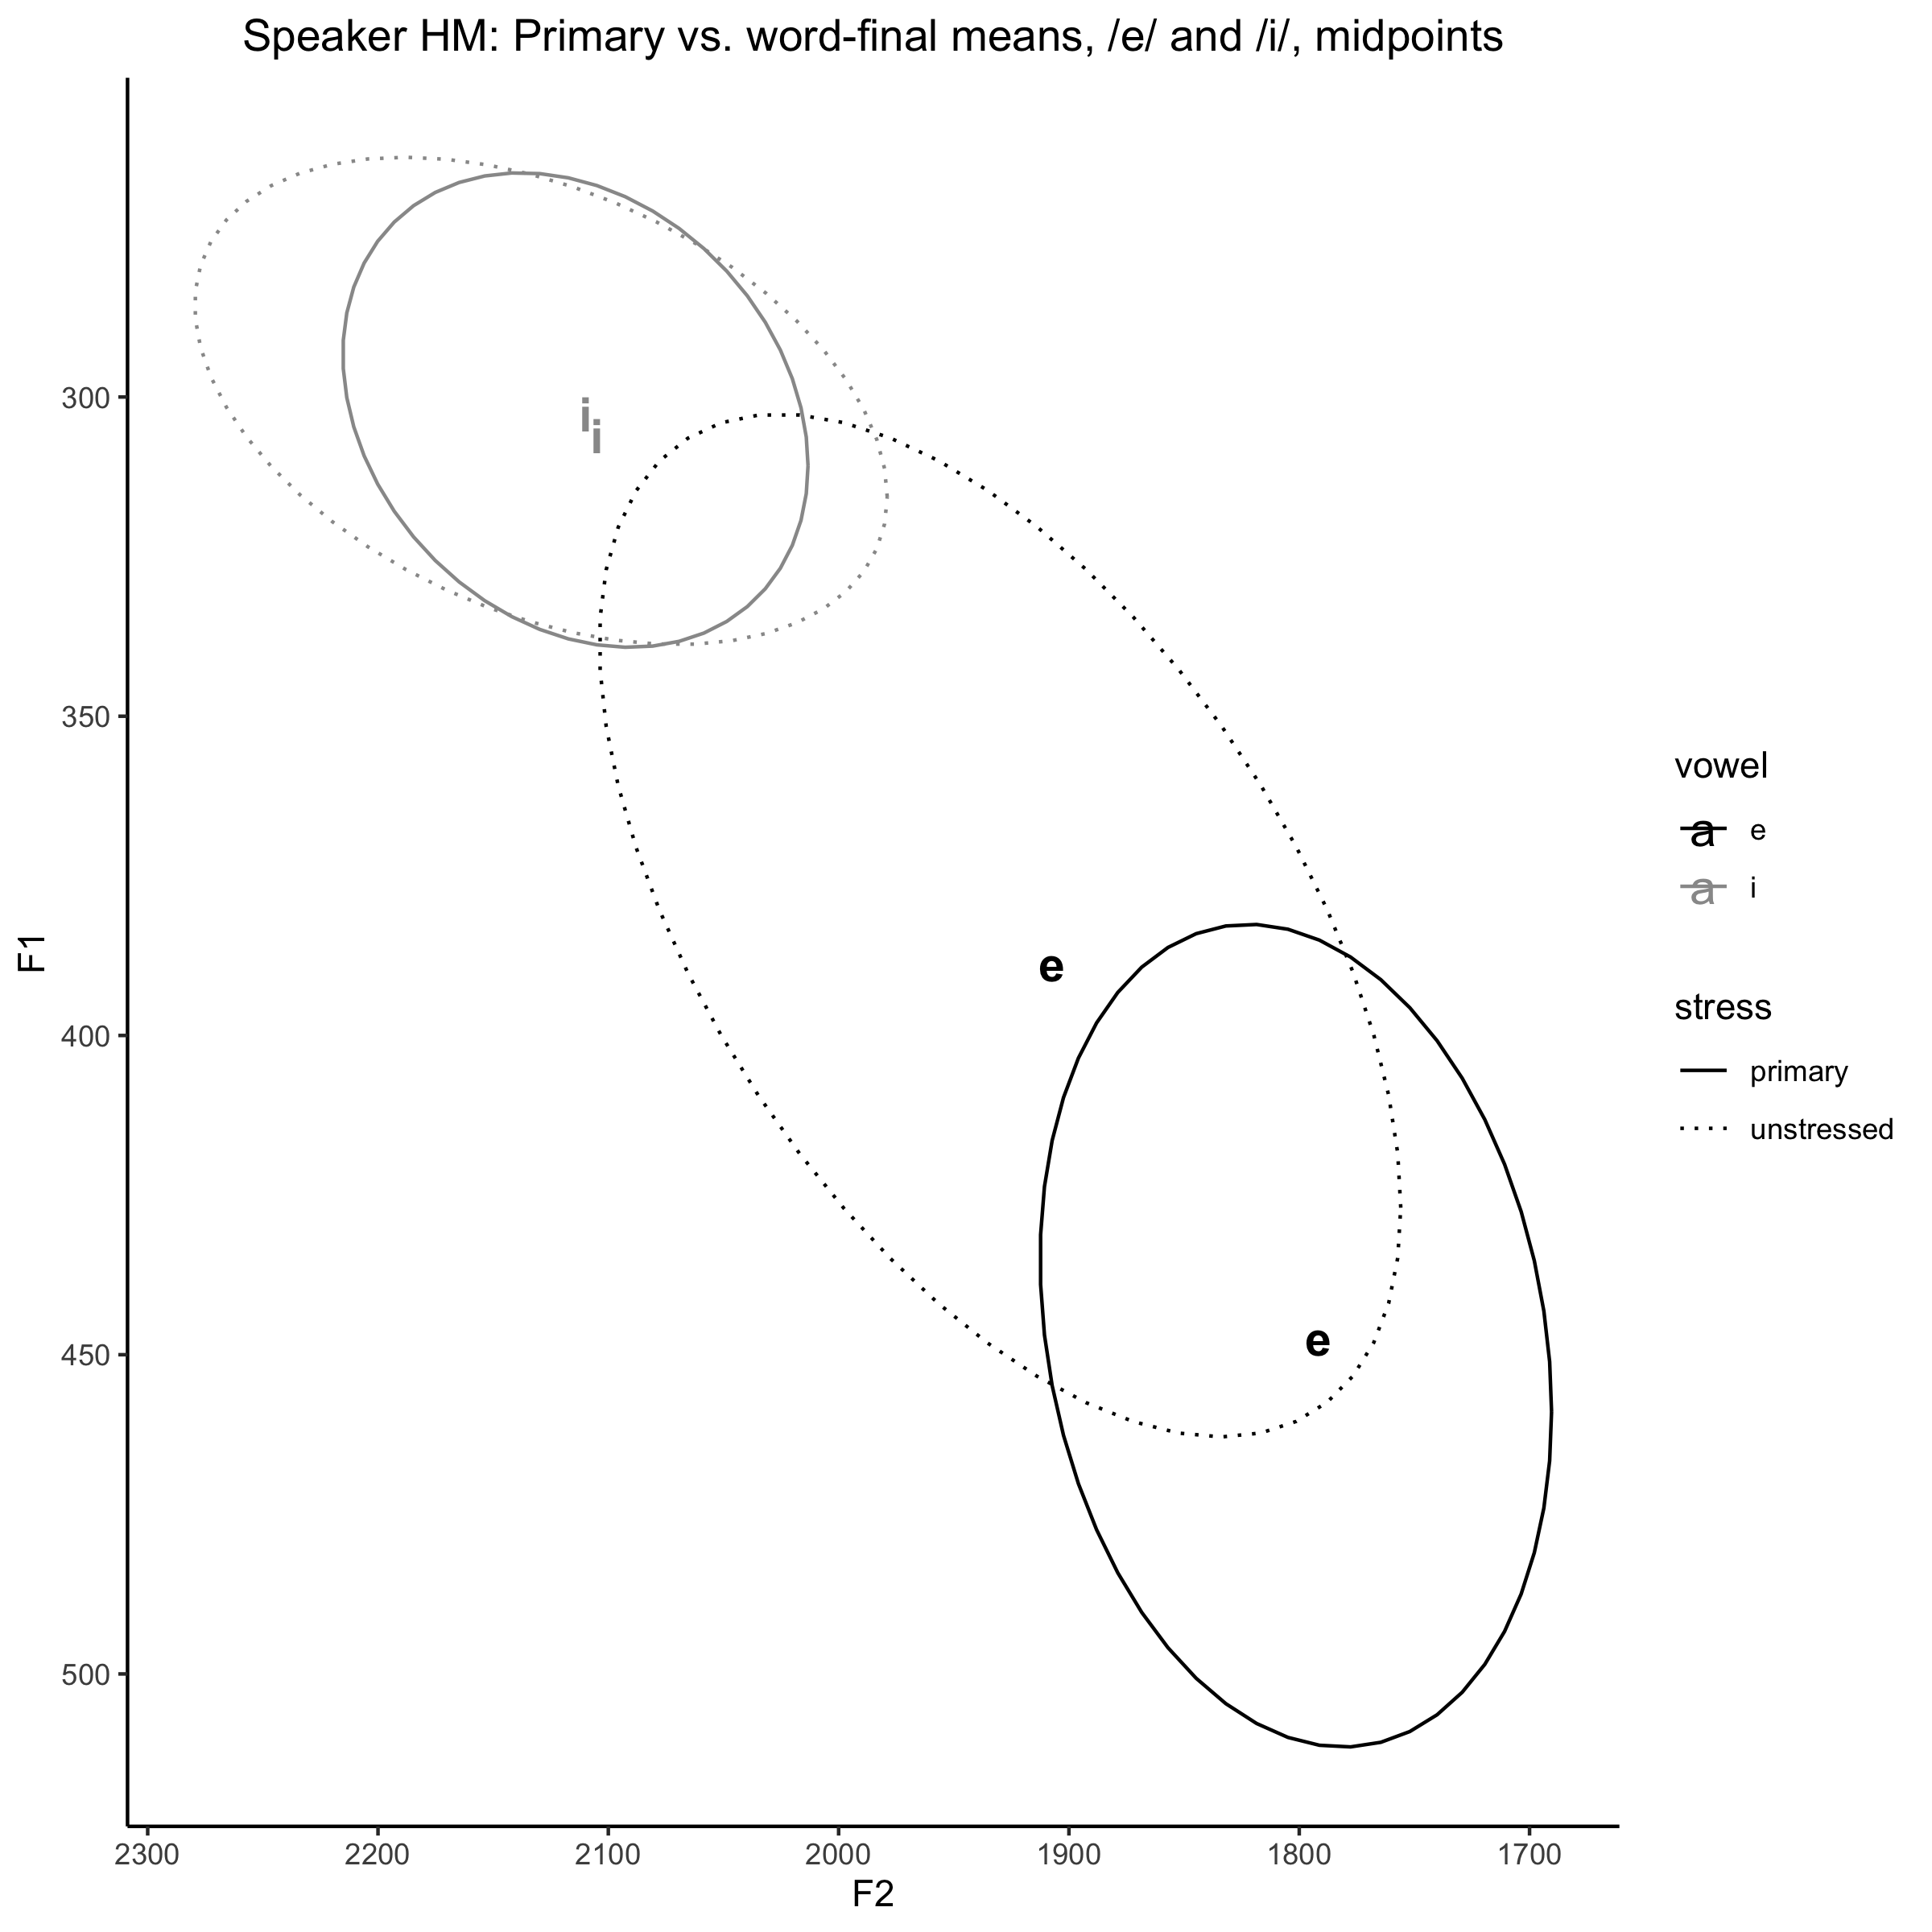 Speaker HM: Primary vs. word-final means, /e/ and /i/, midpoints
i
i
300
350
e
e
400
450
500
F1
2300 2200 2100 2000 1900 1800 1700
F2
vowel
a e
a i
stress
primary
unstressed